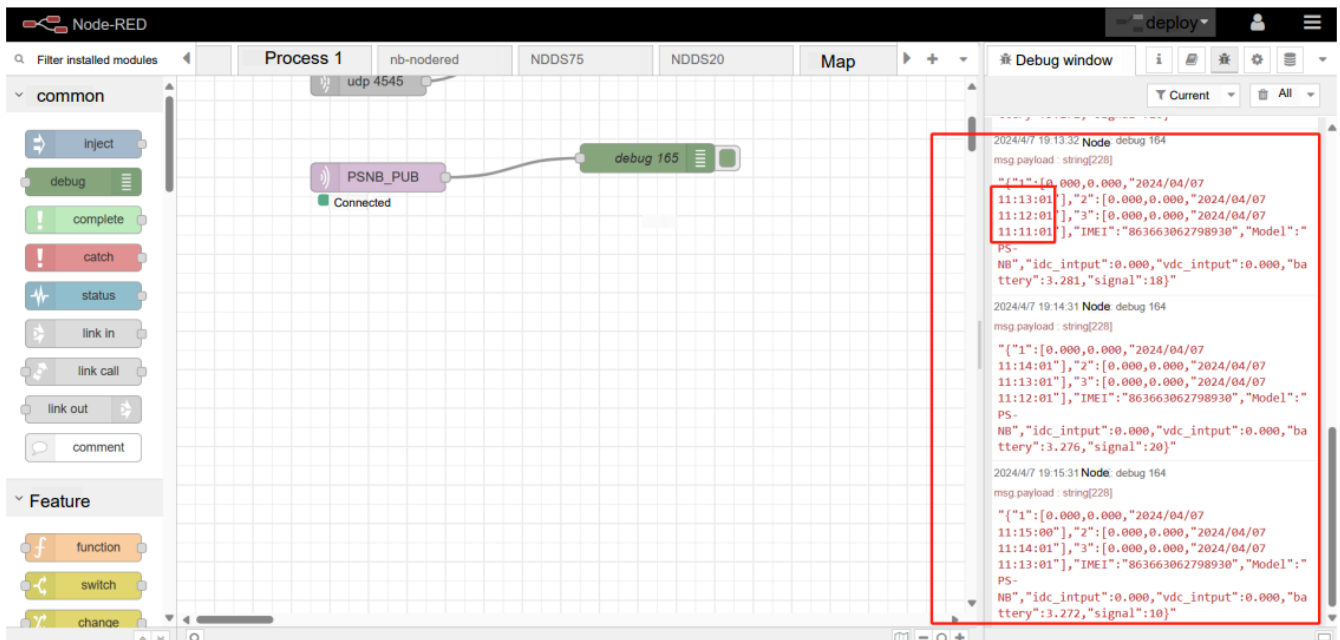 Node-RED
deploy
Filter installed modules
Process 1
nb-nodered
NDDS75
NDDS20
Map
Debug window
i
Current
All
common
inject
debug
complete
catch
status
link in
link call
link out
comment
Feature
function
switch
change
udp 4545
PSNB_PUB
Connected
debug 165
2024/4/7 19:13:32 Node: debug 164
msg.payload : string[228]
"{"1":[0.000,0.000,"2024/04/07
11:13:01"],"2":[0.000,0.000,"2024/04/07
11:12:01"],"3":[0.000,0.000,"2024/04/07
11:11:01"],"IMEI":"863663062798930","Model":"
PS-
NB","idc_intput":0.000,"vdc_intput":0.000,"ba
ttery":3.281,"signal":18}"
2024/4/7 19:14:31 Node: debug 164
msg.payload : string[228]
"{"1":[0.000,0.000,"2024/04/07
11:14:01"],"2":[0.000,0.000,"2024/04/07
11:13:01"],"3":[0.000,0.000,"2024/04/07
11:12:01"],"IMEI":"863663062798930","Model":"
PS-
NB","idc_intput":0.000,"vdc_intput":0.000,"ba
ttery":3.276,"signal":20}"
2024/4/7 19:15:31 Node: debug 164
msg.payload : string[228]
"{"1":[0.000,0.000,"2024/04/07
11:15:00"],"2":[0.000,0.000,"2024/04/07
11:14:01"],"3":[0.000,0.000,"2024/04/07
11:13:01"],"IMEI":"863663062798930","Model":"
PS-
NB","idc_intput":0.000,"vdc_intput":0.000,"ba
ttery":3.272,"signal":10}"